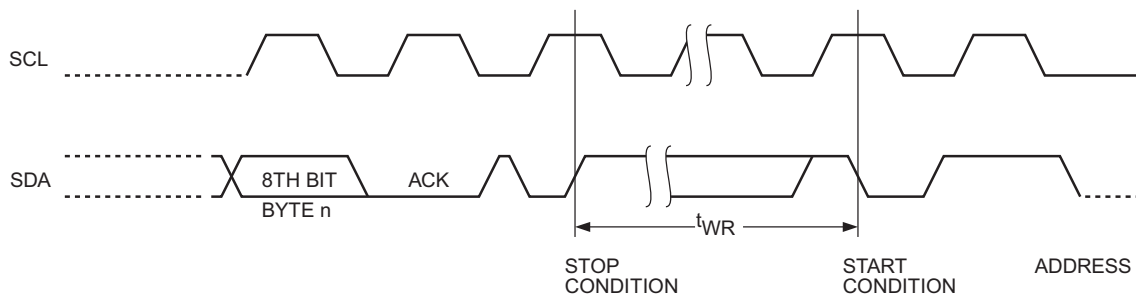 SCL
SDA
8TH BIT
ACK
BYTE n
tWR
STOP
CONDITION
START
CONDITION
ADDRESS